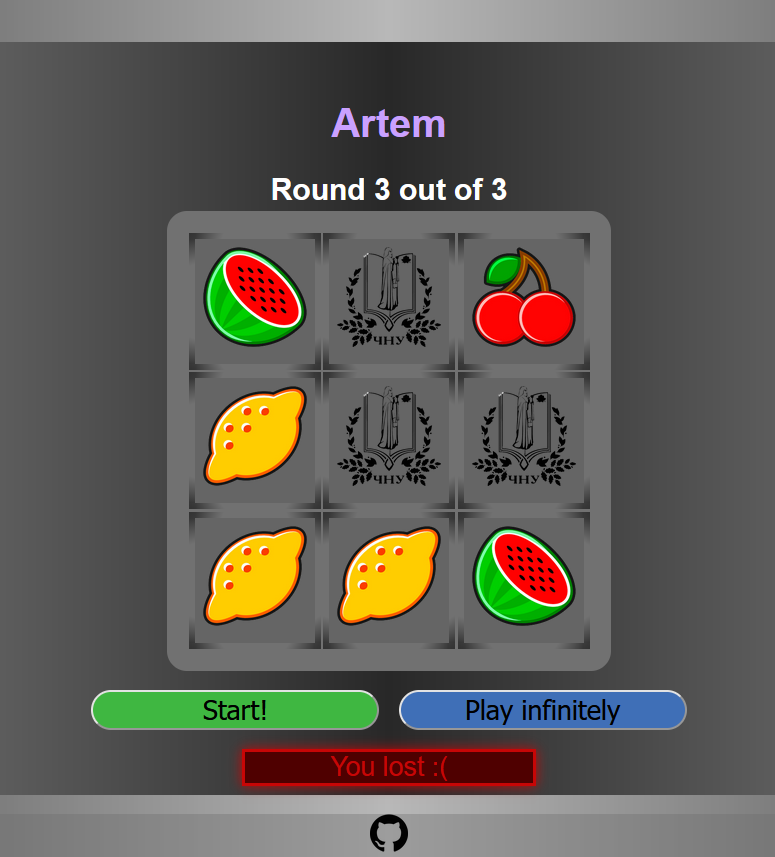 Artem
Round 3 out of 3
ЧНУ
ЧНУ
ЧНУ
Start!
Play infinitely
You lost :(